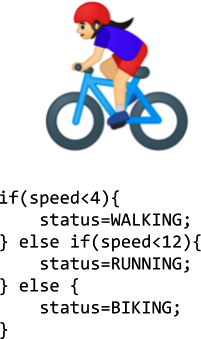 if(speed<4){
    status=WALKING;
} else if(speed<12){
    status=RUNNING;
} else {
    status=BIKING;
}